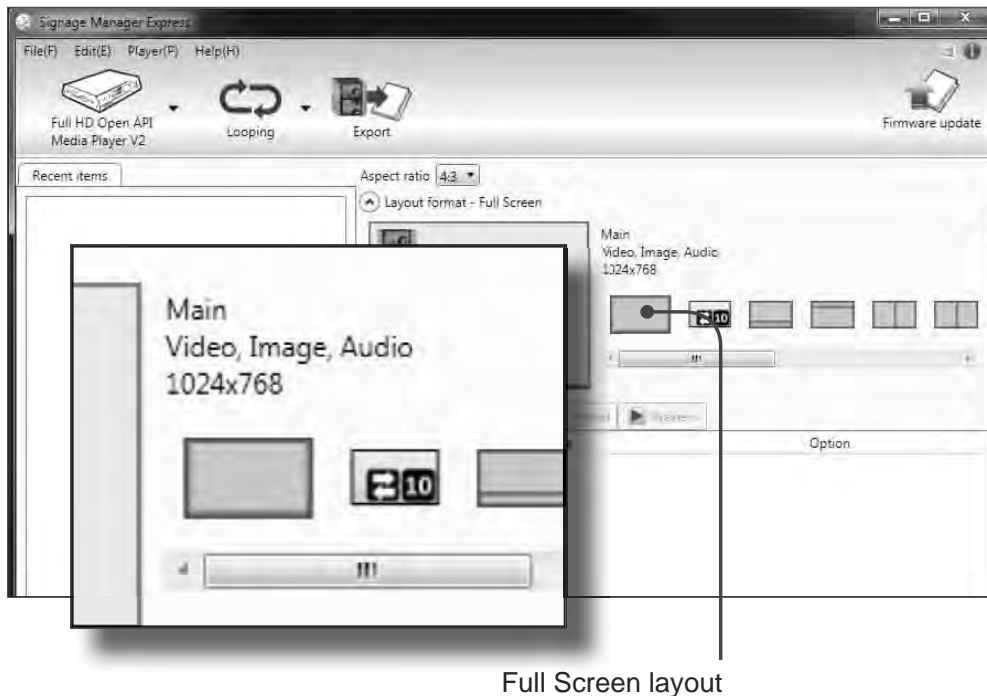 Signage Manager Express
File(F) Edit(E) Player(P) Help(H)
Full HD Open API
Media Player V2
Looping
Export
Firmware update
Recent items
Aspect ratio 4:3
Layout format - Full Screen
Main
Video, Image, Audio
1024x768
10
Option
Main
Video, Image, Audio
1024x768
10
Full Screen layout